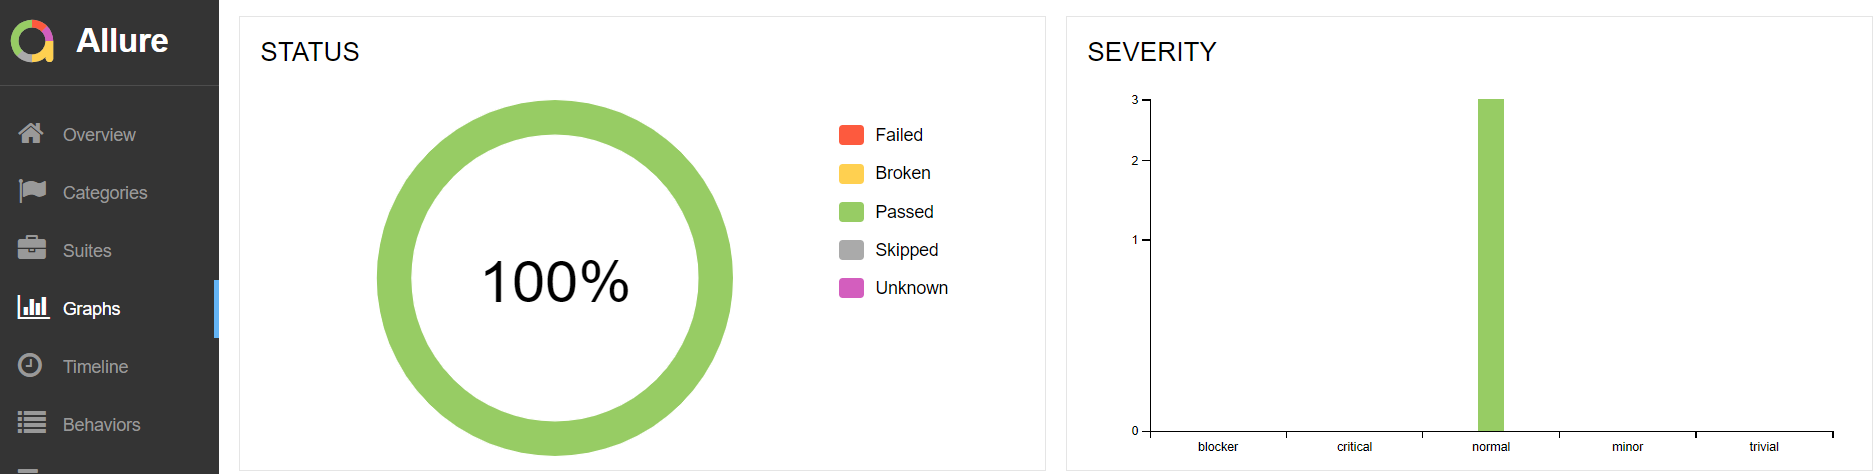 Allure
Overview
Categories
Suites
Graphs
Timeline
Behaviors
STATUS
100%
Failed
Broken
Passed
Skipped
Unknown
SEVERITY
3
2
1
0
blocker critical normal minor trivial